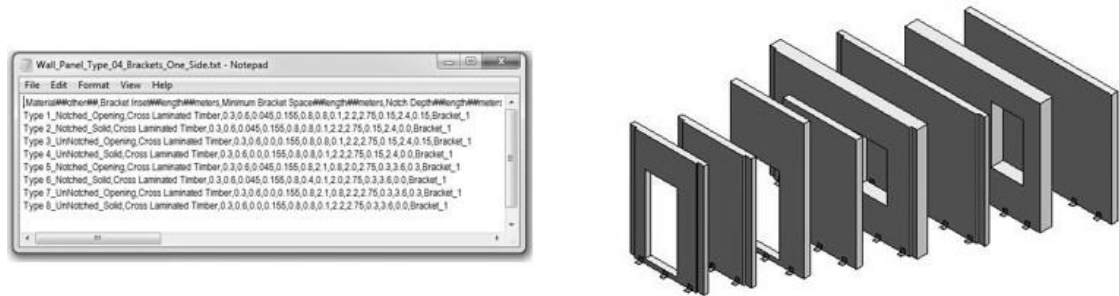 Wall_Panel_Type_04_Brackets_One_Side.txt - Notepad
File Edit Format View Help
,Material##other##,Bracket Inset##length##meters,Minimum Bracket Space##length##meters,Notch Depth##length##meters
Type 1_Notched_Opening,Cross Laminated Timber,0.3,0.6,0.045,0.155,0.8,0.8,0.1,2.2,2.75,0.15,2.4,0.15,Bracket_1
Type 2_Notched_Solid,Cross Laminated Timber,0.3,0.6,0.045,0.155,0.8,0.8,0.1,2.2,2.75,0.15,2.4,0.0,Bracket_1
Type 3_UnNotched_Opening,Cross Laminated Timber,0.3,0.6,0.0,0.155,0.8,0.8,0.1,2.2,2.75,0.15,2.4,0.15,Bracket_1
Type 4_UnNotched_Solid,Cross Laminated Timber,0.3,0.6,0.0,0.155,0.8,0.8,0.1,2.2,2.75,0.15,2.4,0.0,Bracket_1
Type 5_Notched_Opening,Cross Laminated Timber,0.3,0.6,0.045,0.155,0.8,2.1,0.8,2.0,2.75,0.3,3.6,0.3,Bracket_1
Type 6_Notched_Solid,Cross Laminated Timber,0.3,0.6,0.045,0.155,0.8,0.4,0.1,2.0,2.75,0.3,3.6,0.0,Bracket_1
Type 7_UnNotched_Opening,Cross Laminated Timber,0.3,0.6,0.0,0.155,0.8,2.1,0.8,2.2,2.75,0.3,3.6,0.3,Bracket_1
Type 8_UnNotched_Solid,Cross Laminated Timber,0.3,0.6,0.0,0.155,0.8,0.8,0.1,2.2,2.75,0.3,3.6,0.0,Bracket_1